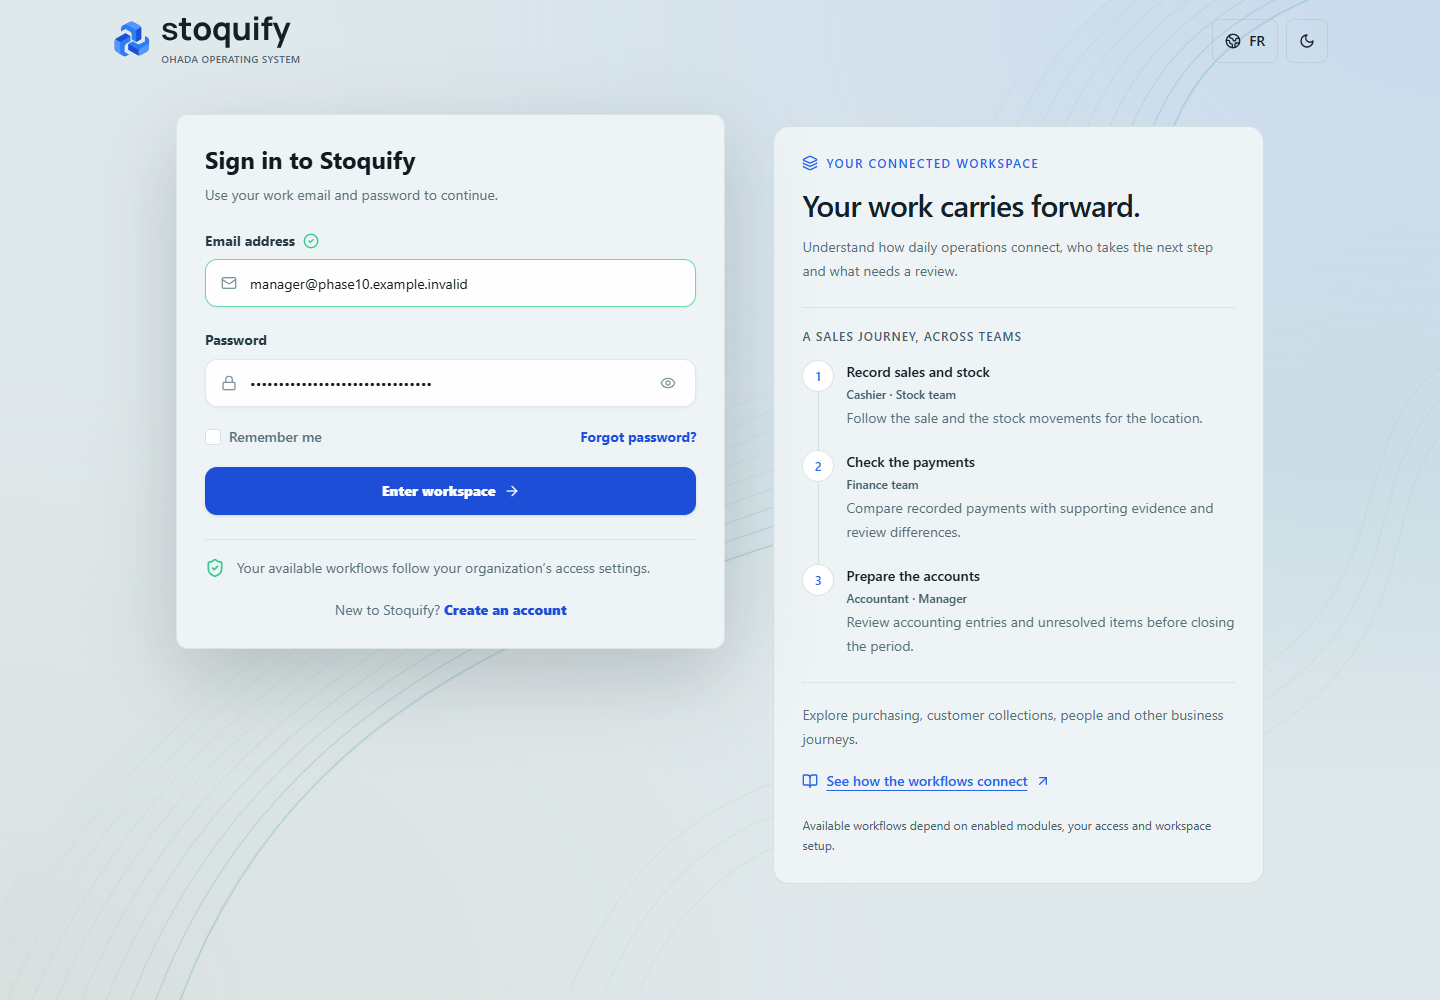 stoquify
OHADA OPERATING SYSTEM
FR
Sign in to Stoquify
Use your work email and password to continue.
Email address
manager@phase10.example.invalid
Password
••••••••••••••••••••••••••••••••
Remember me
Forgot password?
Enter workspace
Your available workflows follow your organization's access settings.
New to Stoquify? Create an account
YOUR CONNECTED WORKSPACE
Your work carries forward.
Understand how daily operations connect, who takes the next step
and what needs a review.
A SALES JOURNEY, ACROSS TEAMS
1
Record sales and stock
Cashier · Stock team
Follow the sale and the stock movements for the location.
2
Check the payments
Finance team
Compare recorded payments with supporting evidence and
review differences.
3
Prepare the accounts
Accountant · Manager
Review accounting entries and unresolved items before closing
the period.
Explore purchasing, customer collections, people and other business
journeys.
See how the workflows connect
Available workflows depend on enabled modules, your access and workspace
setup.